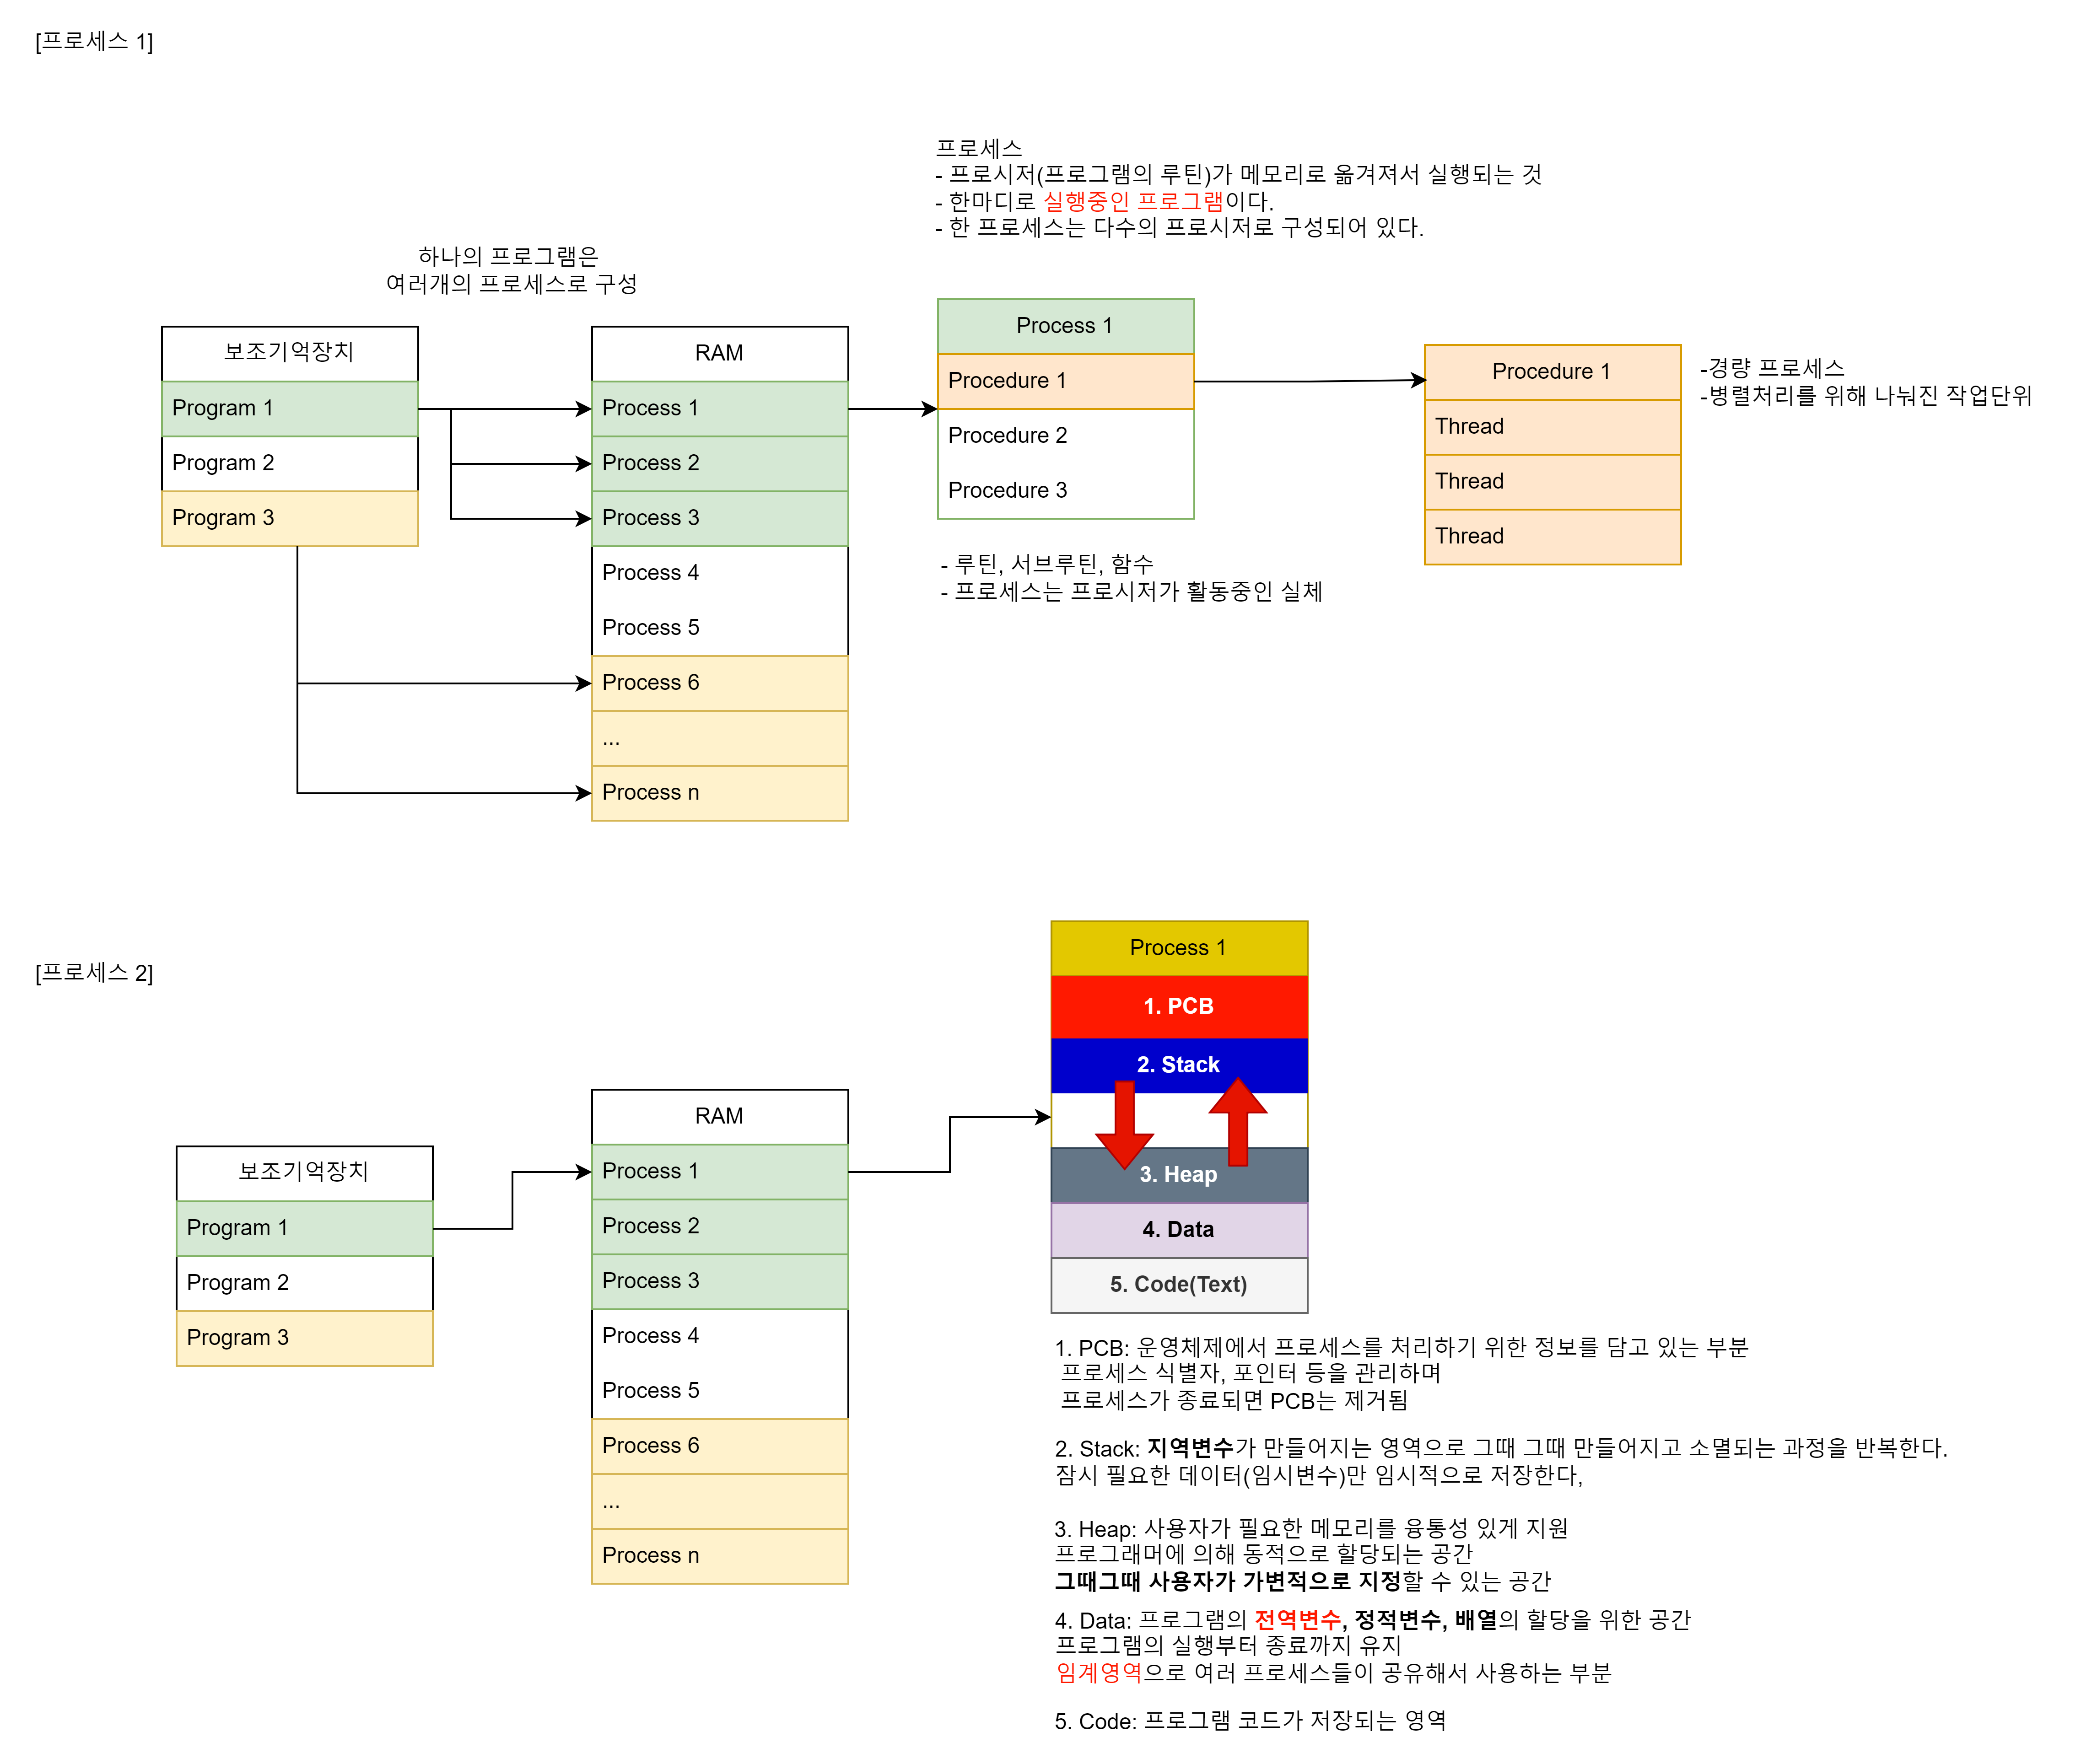 [프로세스 1]
프로세스
- 프로시저(프로그램의 루틴)가 메모리로 옮겨져서 실행되는 것
- 한마디로 실행중인 프로그램이다.
- 한 프로세스는 다수의 프로시저로 구성되어 있다.
하나의 프로그램은
여러개의 프로세스로 구성
보조기억장치
Program 1
Program 2
Program 3
RAM
Process 1
Process 2
Process 3
Process 4
Process 5
Process 6
...
Process n
Process 1
Procedure 1
Procedure 2
Procedure 3
- 루틴, 서브루틴, 함수
- 프로세스는 프로시저가 활동중인 실체
Procedure 1
Thread
Thread
Thread
-경량 프로세스
-병렬처리를 위해 나눠진 작업단위
[프로세스 2]
보조기억장치
Program 1
Program 2
Program 3
RAM
Process 1
Process 2
Process 3
Process 4
Process 5
Process 6
...
Process n
Process 1
1. PCB
2. Stack
3. Heap
4. Data
5. Code(Text)
1. PCB: 운영체제에서 프로세스를 처리하기 위한 정보를 담고 있는 부분
프로세스 식별자, 포인터 등을 관리하며
프로세스가 종료되면 PCB는 제거됨
2. Stack: 지역변수가 만들어지는 영역으로 그때 그때 만들어지고 소멸되는 과정을 반복한다.
잠시 필요한 데이터(임시변수)만 임시적으로 저장한다,
3. Heap: 사용자가 필요한 메모리를 융통성 있게 지원
프로그래머에 의해 동적으로 할당되는 공간
그때그때 사용자가 가변적으로 지정할 수 있는 공간
4. Data: 프로그램의 전역변수, 정적변수, 배열의 할당을 위한 공간
프로그램의 실행부터 종료까지 유지
임계영역으로 여러 프로세스들이 공유해서 사용하는 부분
5. Code: 프로그램 코드가 저장되는 영역